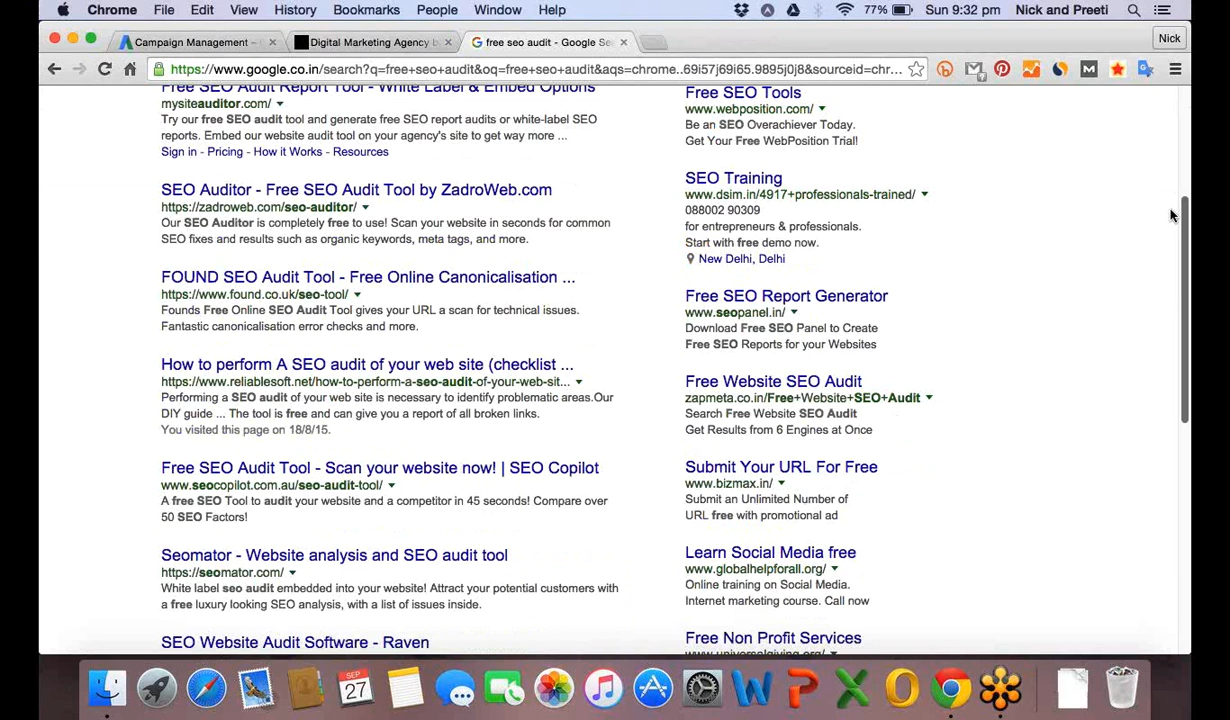 Chrome File Edit View History Bookmarks People Window Help 77% Sun 9:32 pm Nick and Preeti
Campaign Management – Digital Marketing Agency b free seo audit - Google Se Nick
https://www.google.co.in/search?q=free+seo+audit&oq=free+seo+audit&aqs=chrome..69i57j69i65.9895j0j8&sourceid=chr...
Free SEO Audit Report Tool - White Label & Embed Options
mysiteauditor.com/
Try our free SEO audit tool and generate free SEO report audits or white-label SEO
reports. Embed our website audit tool on your agency's site to get way more ...
Sign in - Pricing - How it Works - Resources
SEO Auditor - Free SEO Audit Tool by ZadroWeb.com
https://zadroweb.com/seo-auditor/
Our SEO Auditor is completely free to use! Scan your website in seconds for common
SEO fixes and results such as organic keywords, meta tags, and more.
FOUND SEO Audit Tool - Free Online Canonicalisation ...
https://www.found.co.uk/seo-tool/
Founds Free Online SEO Audit Tool gives your URL a scan for technical issues.
Fantastic canonicalisation error checks and more.
How to perform A SEO audit of your web site (checklist ...
https://www.reliablesoft.net/how-to-perform-a-seo-audit-of-your-web-sit...
Performing a SEO audit of your web site is necessary to identify problematic areas.Our
DIY guide ... The tool is free and can give you a report of all broken links.
You visited this page on 18/8/15.
Free SEO Audit Tool - Scan your website now! | SEO Copilot
www.seocopilot.com.au/seo-audit-tool/
A free SEO Tool to audit your website and a competitor in 45 seconds! Compare over
50 SEO Factors!
Seomator - Website analysis and SEO audit tool
https://seomator.com/
White label seo audit embedded into your website! Attract your potential customers with
a free luxury looking SEO analysis, with a list of issues inside.
SEO Website Audit Software - Raven
Free SEO Tools
www.webposition.com/
Be an SEO Overachiever Today.
Get Your Free WebPosition Trial!
SEO Training
www.dsim.in/4917+professionals-trained/
088002 90309
for entrepreneurs & professionals.
Start with free demo now.
New Delhi, Delhi
Free SEO Report Generator
www.seopanel.in/
Download Free SEO Panel to Create
Free SEO Reports for your Websites
Free Website SEO Audit
zapmeta.co.in/Free+Website+SEO+Audit
Search Free Website SEO Audit
Get Results from 6 Engines at Once
Submit Your URL For Free
www.bizmax.in/
Submit an Unlimited Number of
URL free with promotional ad
Learn Social Media free
www.globalhelpforall.org/
Online training on Social Media.
Internet marketing course. Call now
Free Non Profit Services
www.universalgiving.org/
SEP
27